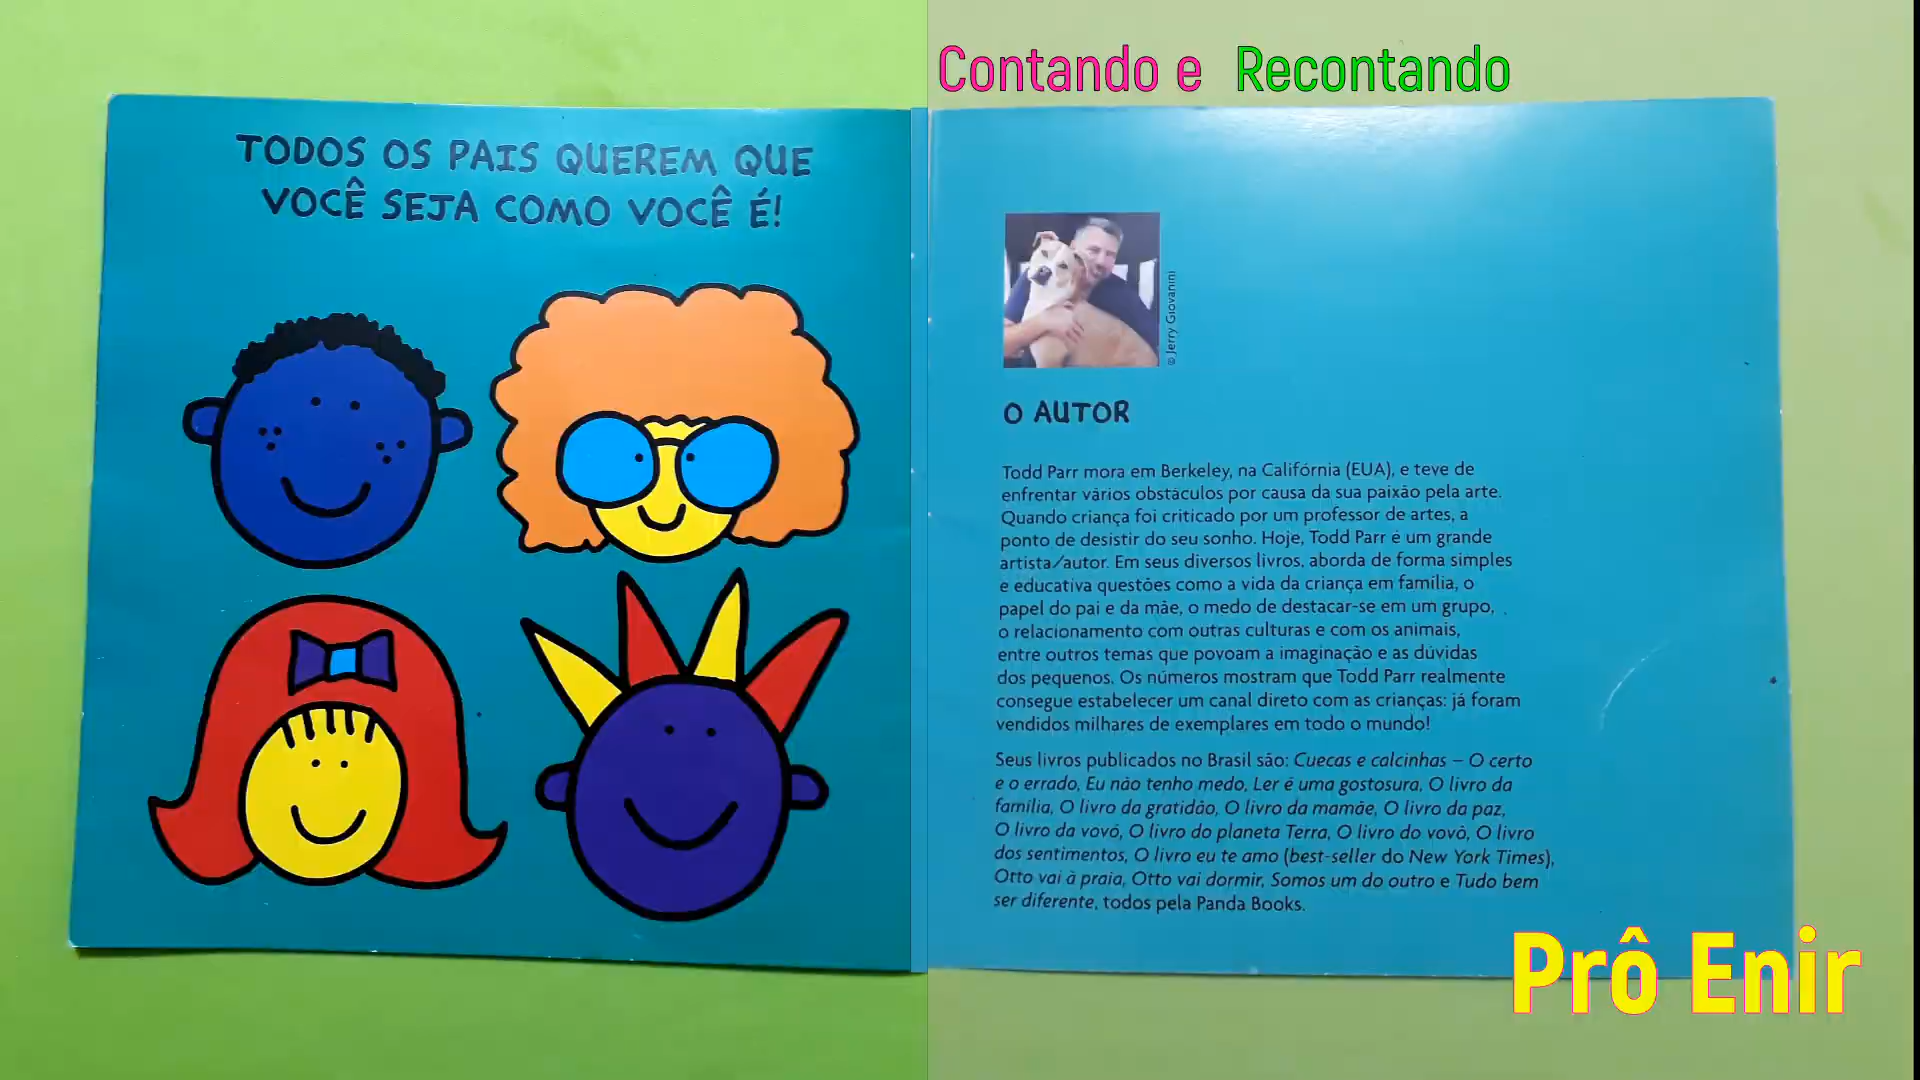 Contando e Recontando
TODOS OS PAIS QUEREM QUE
VOCÊ SEJA COMO VOCÊ É!
© Jerry Giovanini
O AUTOR
Todd Parr mora em Berkeley, na Califórnia (EUA), e teve de
enfrentar vários obstáculos por causa da sua paixão pela arte.
Quando criança foi criticado por um professor de artes, a
ponto de desistir do seu sonho. Hoje, Todd Parr é um grande
artista/autor. Em seus diversos livros, aborda de forma simples
e educativa questões como a vida da criança em família, o
papel do pai e da mãe, o medo de destacar-se em um grupo,
o relacionamento com outras culturas e com os animais,
entre outros temas que povoam a imaginação e as dúvidas
dos pequenos. Os números mostram que Todd Parr realmente
consegue estabelecer um canal direto com as crianças: já foram
vendidos milhares de exemplares em todo o mundo!
Seus livros publicados no Brasil são: Cuecas e calcinhas – O certo
e o errado, Eu não tenho medo, Ler é uma gostosura, O livro da
família, O livro da gratidão, O livro da mamãe, O livro da paz,
O livro da vovó, O livro do planeta Terra, O livro do vovô, O livro
dos sentimentos, O livro eu te amo (best-seller do New York Times),
Otto vai à praia, Otto vai dormir, Somos um do outro e Tudo bem
ser diferente, todos pela Panda Books.
Prô Enir